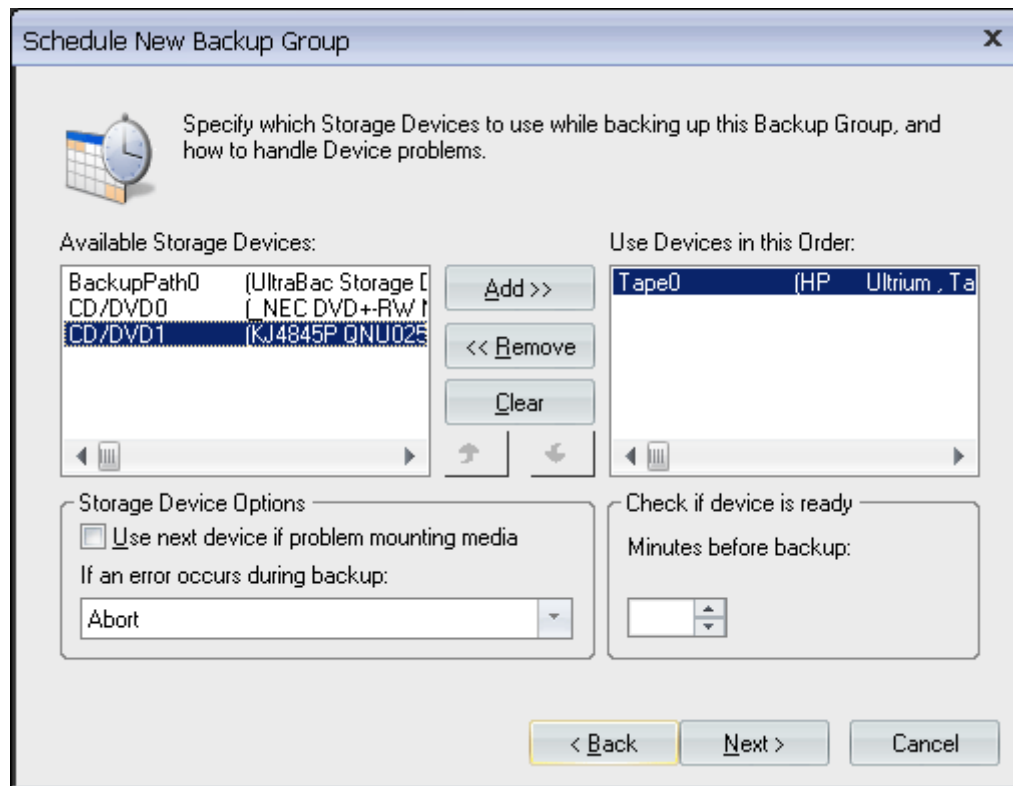 Schedule New Backup Group
Specify which Storage Devices to use while backing up this Backup Group, and
how to handle Device problems.
Available Storage Devices:
BackupPath0 (UltraBac Storage
CD/DVD0 (_NEC DVD+-RW
CD/DVD1 (KJ4845P QNU025
Add >>
<< Remove
Clear
Use Devices in this Order:
Tape0 (HP Ultrium , Ta
Storage Device Options
Use next device if problem mounting media
If an error occurs during backup:
Abort
Check if device is ready
Minutes before backup:
< Back
Next >
Cancel